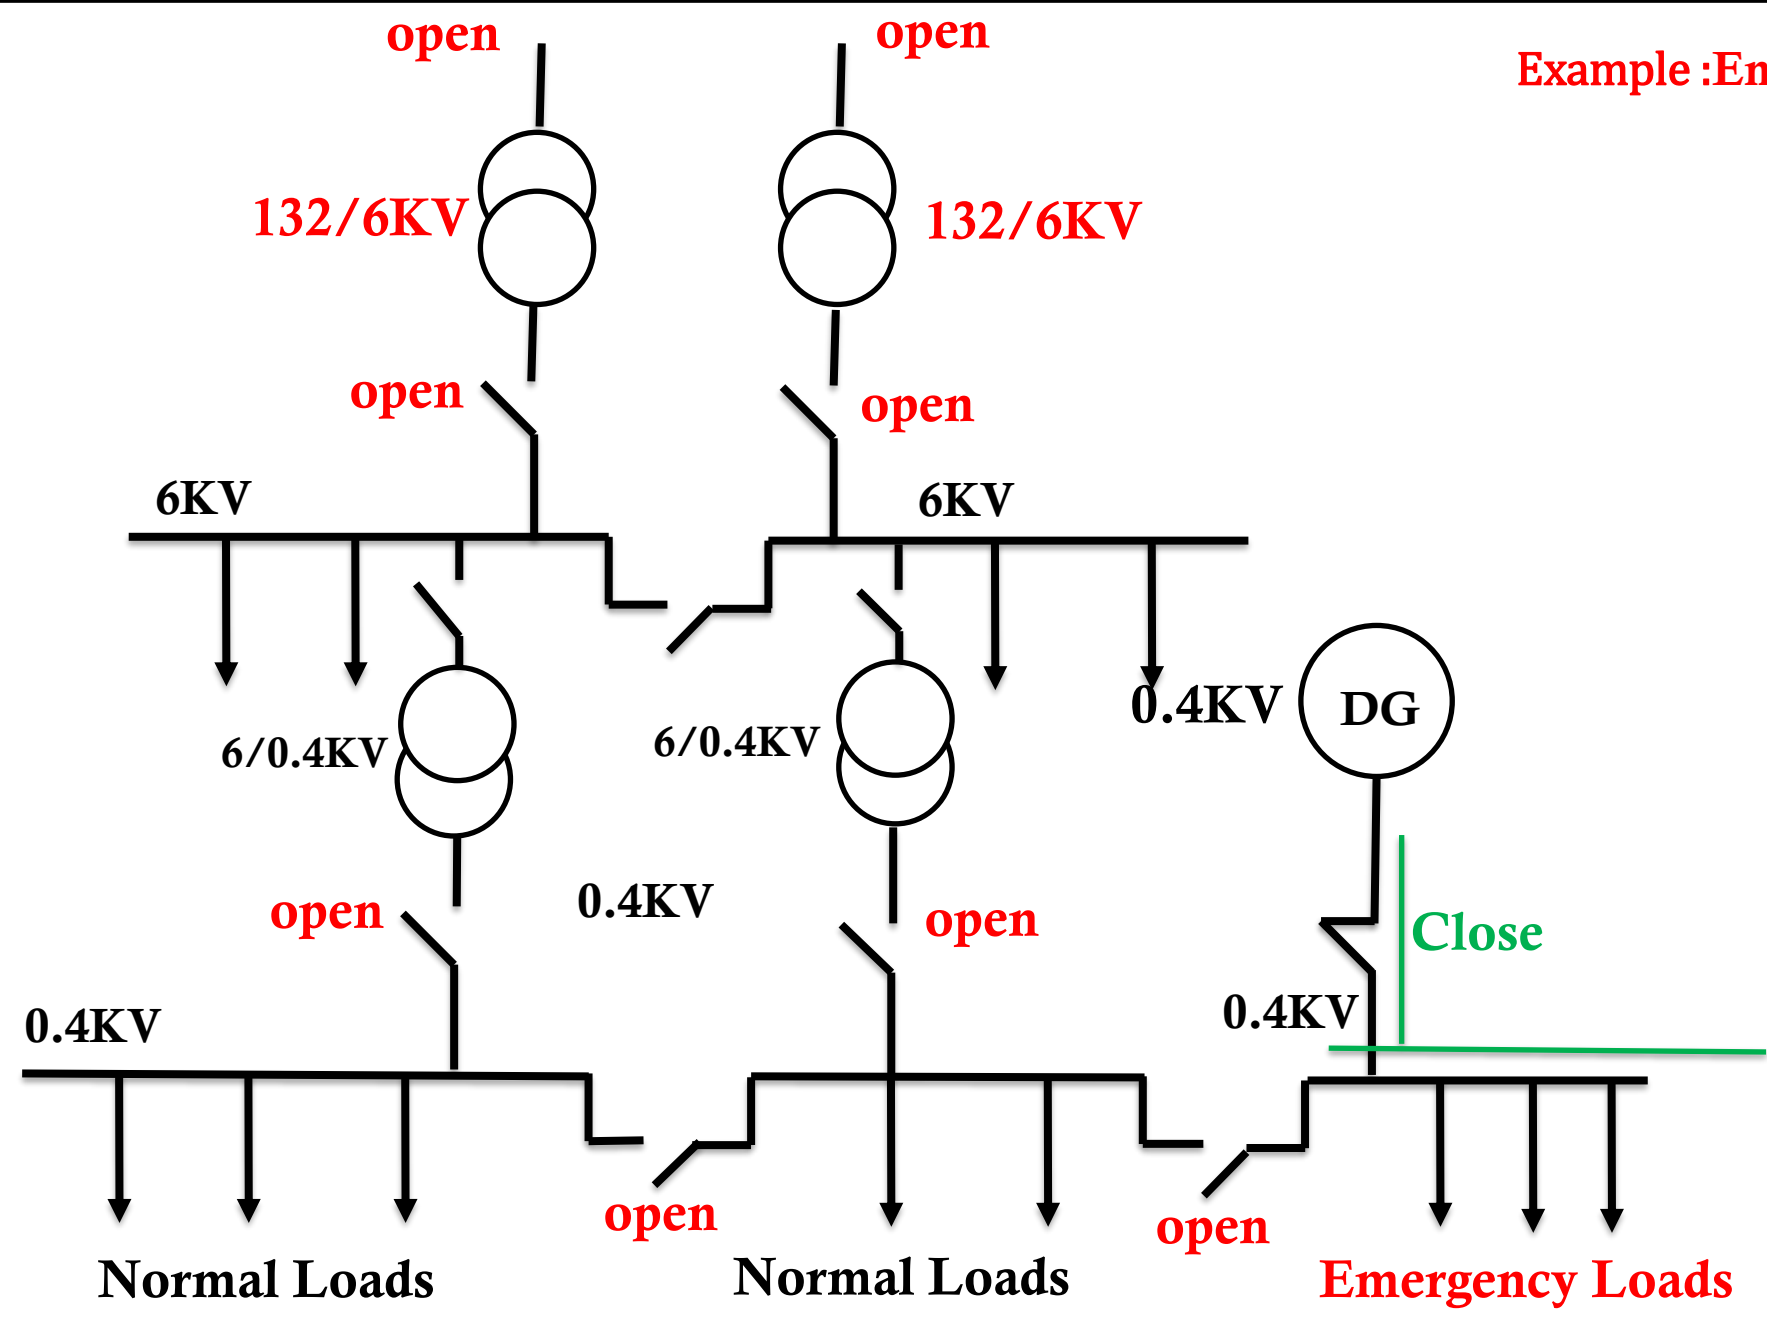 open
open
Example :En
132/6KV
132/6KV
open
open
6KV
6KV
0.4KV
DG
6/0.4KV
6/0.4KV
open
0.4KV
open
Close
0.4KV
0.4KV
open
open
Normal Loads
Normal Loads
Emergency Loads